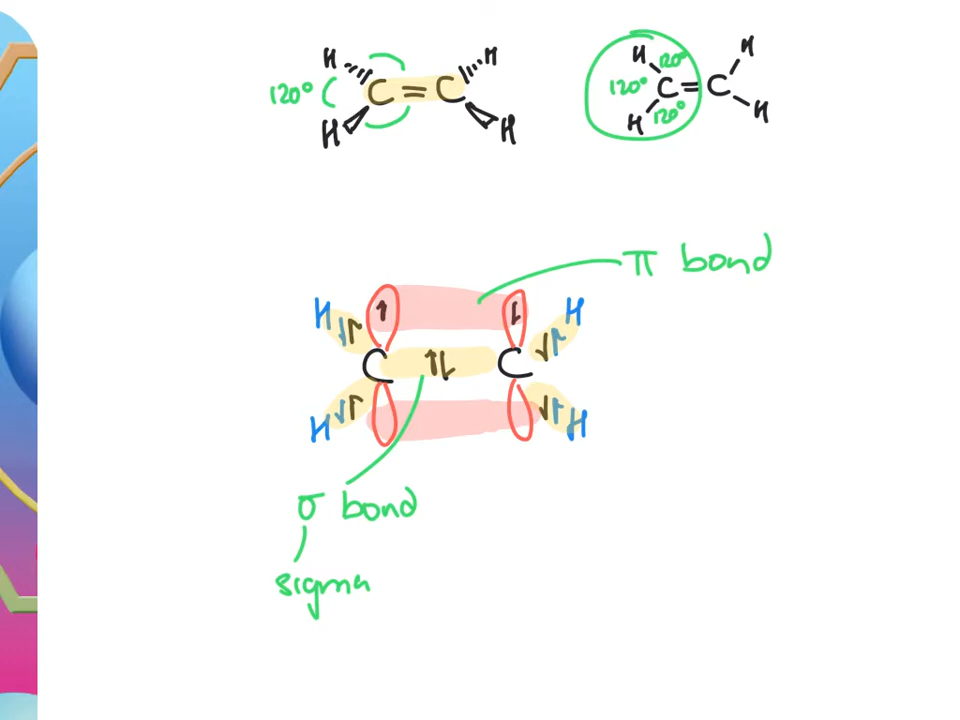 H H
120° C = C
H H
H 120° H
120° C = C
H 120° H
π bond
H ↑ ⇂ H
C ↑⇂ C
H H
σ bond
sigma